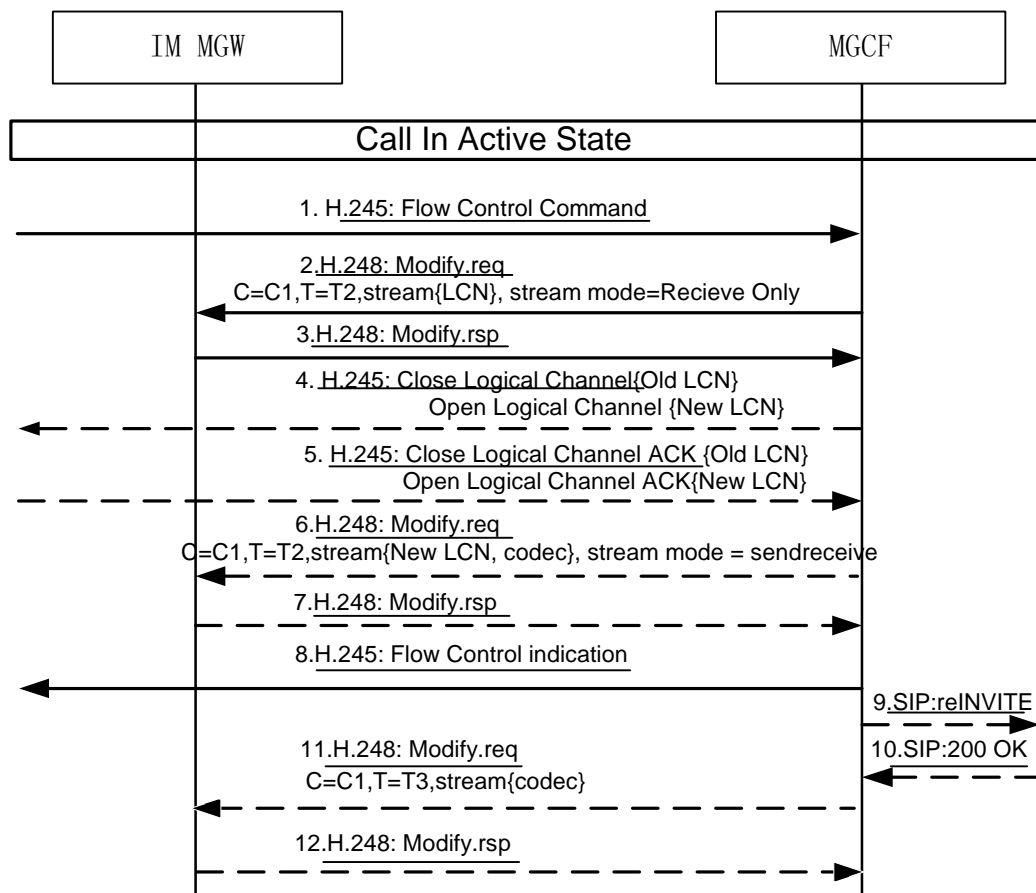 IM MGW
MGCF
Call In Active State
1. H.245: Flow Control Command
2.H.248: Modify.req
C=C1,T=T2,stream{LCN}, stream mode=Recieve Only
3.H.248: Modify.rsp
4. H.245: Close Logical Channel{Old LCN}
Open Logical Channel {New LCN}
5. H.245: Close Logical Channel ACK {Old LCN}
Open Logical Channel ACK{New LCN}
6.H.248: Modify.req
C=C1,T=T2,stream{New LCN, codec}, stream mode = sendreceive
7.H.248: Modify.rsp
8.H.245: Flow Control indication
9.SIP:reINVITE
10.SIP:200 OK
11.H.248: Modify.req
C=C1,T=T3,stream{codec}
12.H.248: Modify.rsp